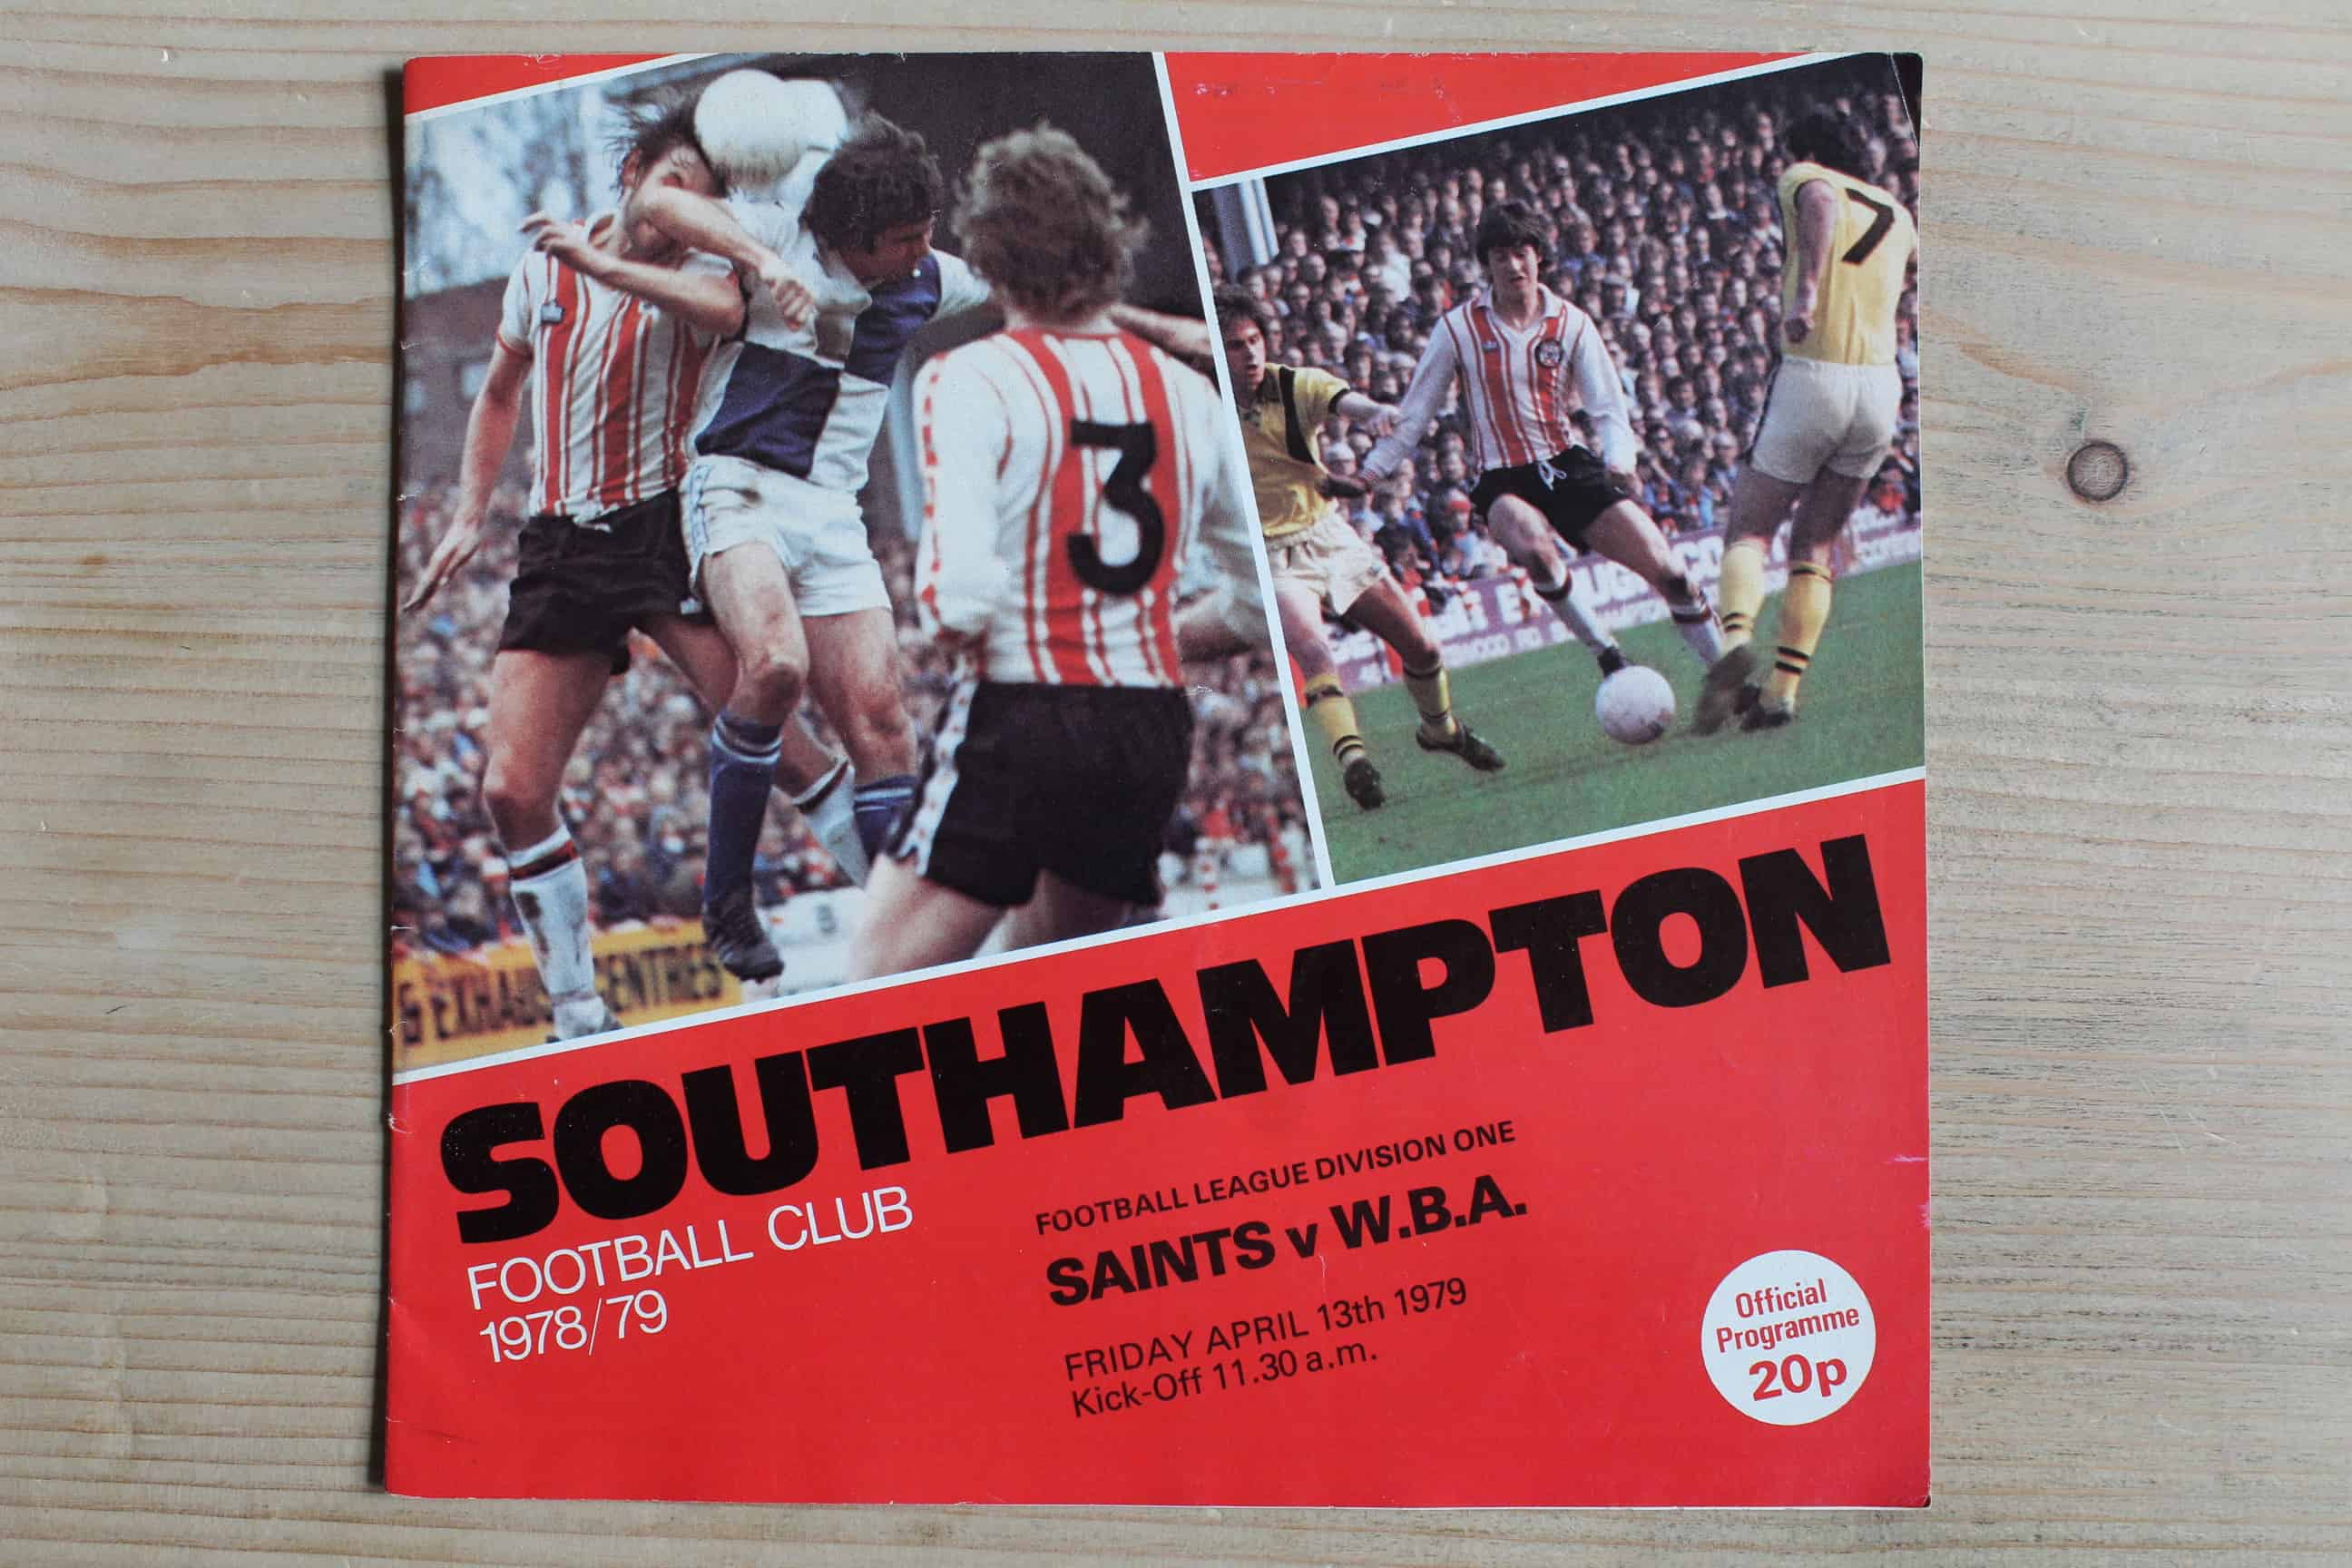 7
3
EXHAUST CENTRES
SOUTHAMPTON
FOOTBALL CLUB
1978/79
FOOTBALL LEAGUE DIVISION ONE
SAINTS v W.B.A.
FRIDAY APRIL 13th 1979
Kick-Off 11.30 a.m.
Official
Programme
20p